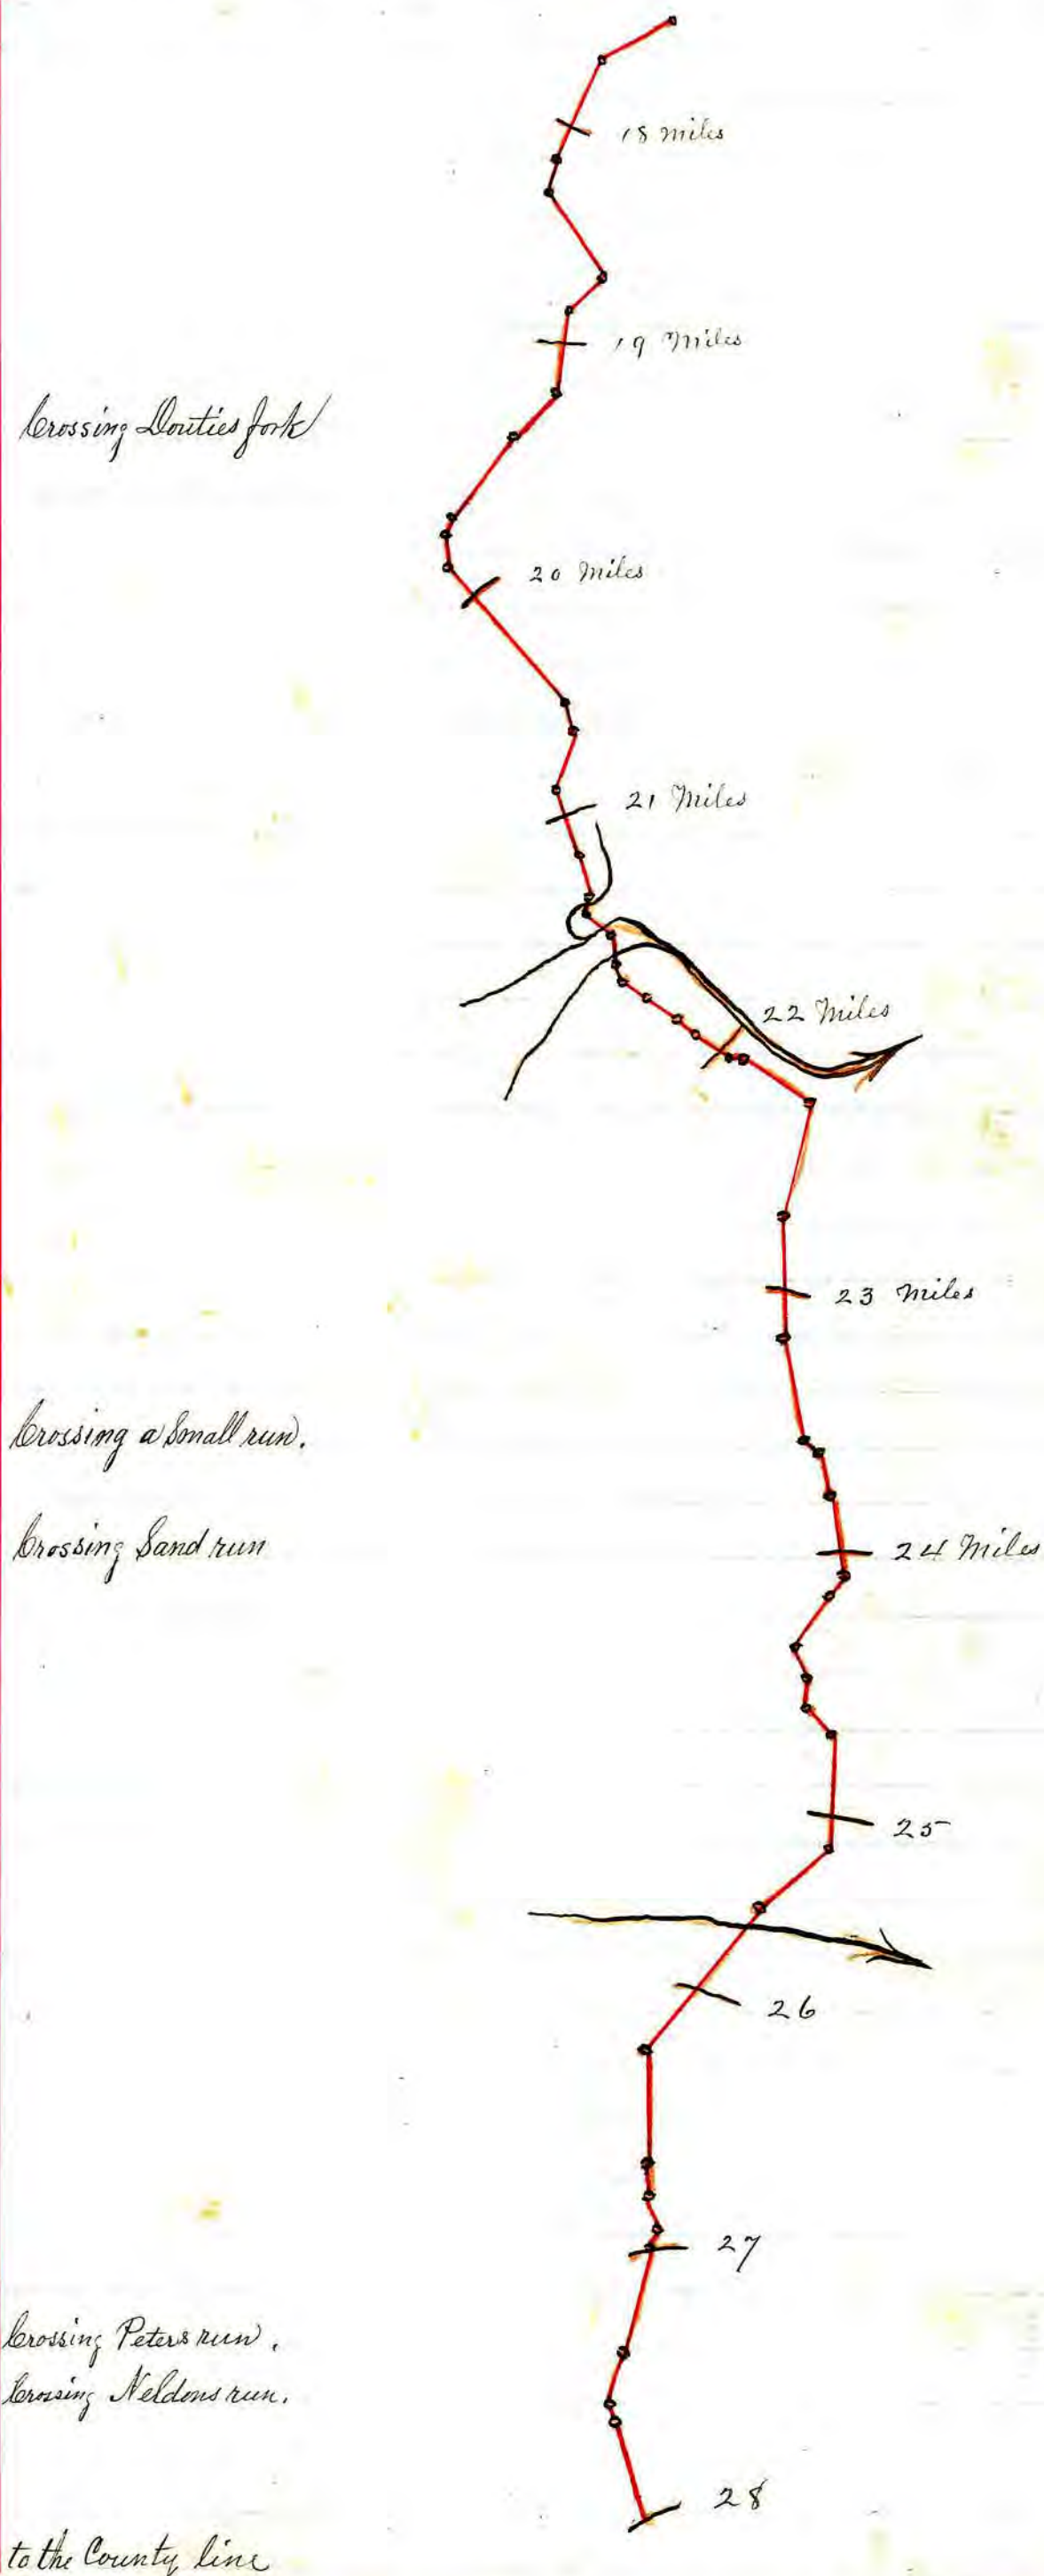 18 Miles
19 Miles
Crossing Douties fork
20 Miles
21 Miles
22 Miles
23 Miles
Crossing a Small run.
Crossing Sand run
24 Miles
25
26
27
Crossing Peters run.
Crossing Neldons run.
28
to the County line